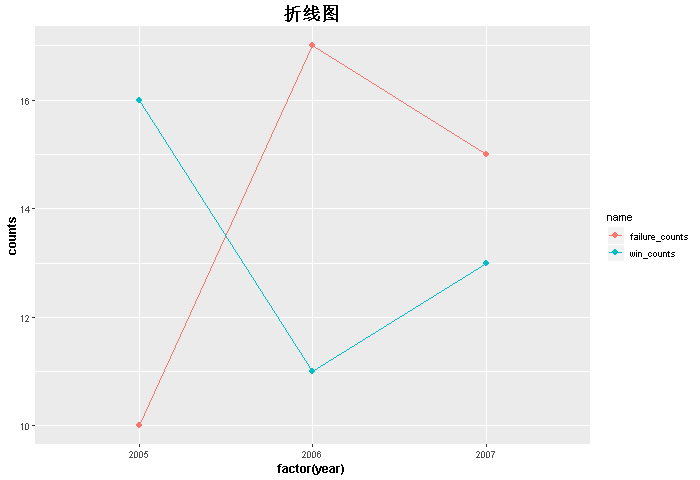 折线图
counts
16
14
12
10
2005
2006
2007
factor(year)
name
failure_counts
win_counts